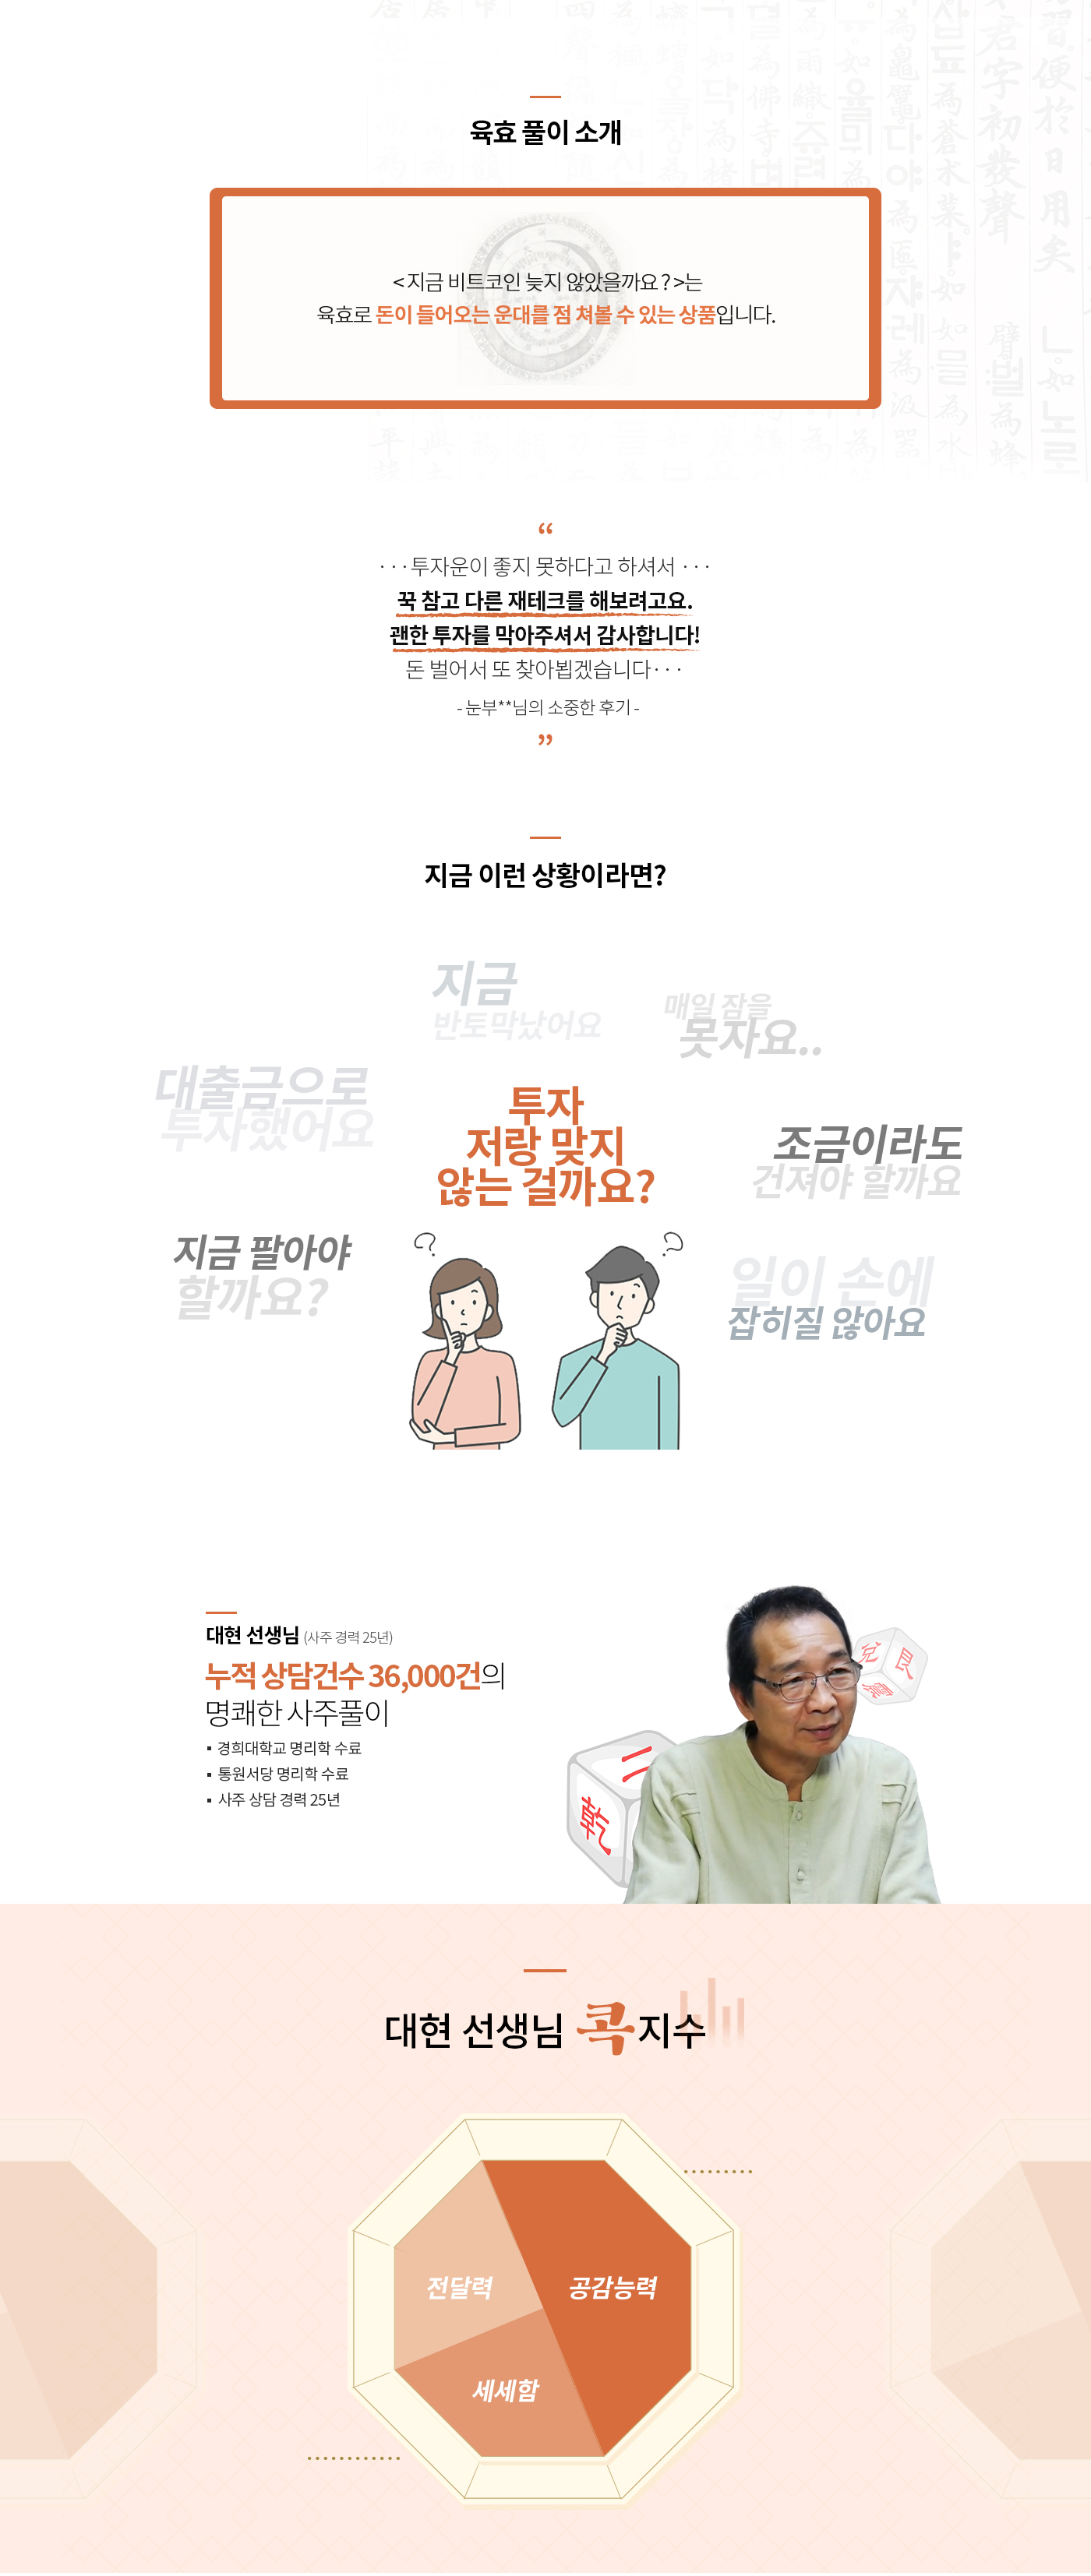 육효 풀이 소개
< 지금 비트코인 늦지 않았을까요 ? >는
육효로 돈이 들어오는 운대를 점 쳐볼 수 있는 상품입니다.
“
· · · 투자운이 좋지 못하다고 하셔서 · · ·
꾹 참고 다른 재테크를 해보려고요.
괜한 투자를 막아주셔서 감사합니다!
돈 벌어서 또 찾아뵙겠습니다 · · ·
- 눈부**님의 소중한 후기 -
”
지금 이런 상황이라면?
지금
반토막났어요
매일 잠을
못자요..
대출금으로
투자했어요
투자
저랑 맞지
않는 걸까요?
조금이라도
건져야 할까요
지금 팔아야
할까요?
일이 손에
잡히질 않아요
대현 선생님 (사주 경력 25년)
누적 상담건수 36,000건의
명쾌한 사주풀이
▪ 경희대학교 명리학 수료
▪ 통원서당 명리학 수료
▪ 사주 상담 경력 25년
兌 艮
乾 二
대현 선생님 콕지수
전달력
공감능력
세세함